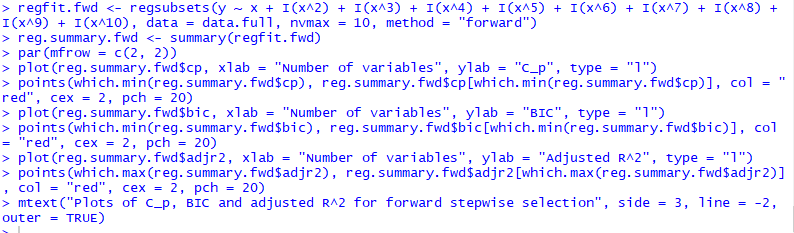 > regfit.fwd <- regsubsets(y ~ x + I(x^2) + I(x^3) + I(x^4) + I(x^5) + I(x^6) + I(x^7) + I(x^8) +
I(x^9) + I(x^10), data = data.full, nvmax = 10, method = "forward")
> reg.summary.fwd <- summary(regfit.fwd)
> par(mfrow = c(2, 2))
> plot(reg.summary.fwd$cp, xlab = "Number of variables", ylab = "C_p", type = "l")
> points(which.min(reg.summary.fwd$cp), reg.summary.fwd$cp[which.min(reg.summary.fwd$cp)], col = "
red", cex = 2, pch = 20)
> plot(reg.summary.fwd$bic, xlab = "Number of variables", ylab = "BIC", type = "l")
> points(which.min(reg.summary.fwd$bic), reg.summary.fwd$bic[which.min(reg.summary.fwd$bic)], col
= "red", cex = 2, pch = 20)
> plot(reg.summary.fwd$adjr2, xlab = "Number of variables", ylab = "Adjusted R^2", type = "l")
> points(which.max(reg.summary.fwd$adjr2), reg.summary.fwd$adjr2[which.max(reg.summary.fwd$adjr2)]
, col = "red", cex = 2, pch = 20)
> mtext("Plots of C_p, BIC and adjusted R^2 for forward stepwise selection", side = 3, line = -2,
outer = TRUE)
>